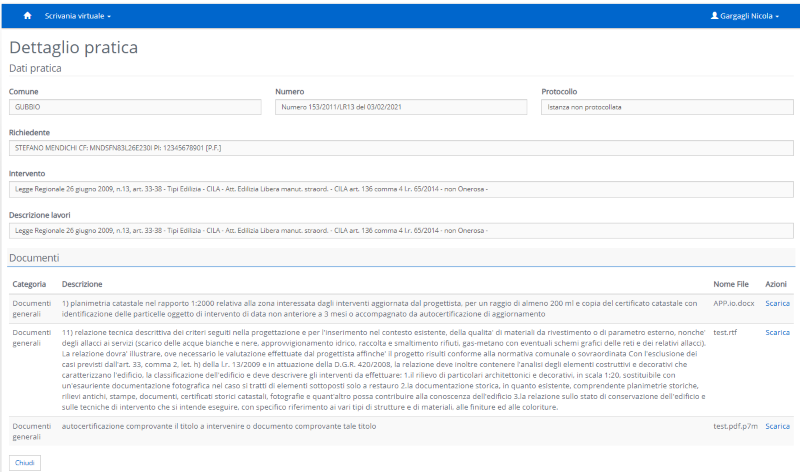 Scrivania virtuale
Gargagli Nicola
Dettaglio pratica
Dati pratica
Comune
Numero
Protocollo
GUBBIO
Numero 153/2011/LR13 del 03/02/2021
Istanza non protocollata
Richiedente
STEFANO MENDICHI CF: MNDSFN83L26E230I PI: 12345678901 [P.F.]
Intervento
Legge Regionale 26 giugno 2009, n.13, art. 33-38 - Tipi Edilizia - CILA - Att. Edilizia Libera manut. straord. - CILA art. 136 comma 4 l.r. 65/2014 - non Onerosa -
Descrizione lavori
Legge Regionale 26 giugno 2009, n.13, art. 33-38 - Tipi Edilizia - CILA - Att. Edilizia Libera manut. straord. - CILA art. 136 comma 4 l.r. 65/2014 - non Onerosa -
Documenti
Categoria Descrizione Nome File Azioni
Documenti 1) planimetria catastale nel rapporto 1:2000 relativa alla zona interessata dagli interventi aggiornata dal progettista, per un raggio di almeno 200 ml e copia del certificato catastale con APP.io.docx Scarica
generali identificazione delle particelle oggetto di intervento di data non anteriore a 3 mesi o accompagnato da autocertificazione di aggiornamento
Documenti 11) relazione tecnica descrittiva dei criteri seguiti nella progettazione e per l'inserimento nel contesto esistente, della qualita' di materiali da rivestimento o di parametro esterno, nonche' test.rtf Scarica
generali degli allacci ai servizi (scarico delle acque bianche e nere, approvvigionamento idrico, raccolta e smaltimento rifiuti, gas-metano con eventuali schemi grafici delle reti e dei relativi allacci).
La relazione dovra' illustrare, ove necessario le valutazione effettuate dal progettista affinche' il progetto risulti conforme alla normativa comunale o sovraordinata Con l'esclusione dei
casi previsti dall'art. 33, comma 2, let. h) della l.r. 13/2009 e in attuazione della D.G.R. 420/2008, la relazione deve inoltre contenere l'analisi degli elementi costruttivi e decorativi che
caratterizzano l'edificio, la classificazione dell'edificio e deve descrivere gli interventi da effettuare: 1.il rilievo di particolari architettonici e decorativi, in scala 1:20, sostituibile con
un'esauriente documentazione fotografica nel caso si tratti di elementi sottoposti solo a restauro 2.la documentazione storica, in quanto esistente, comprendente planimetrie storiche,
rilievi antichi, stampe, documenti, certificati storici catastali, fotografie e quant'altro possa contribuire alla conoscenza dell'edificio 3.la relazione sullo stato di conservazione dell'edificio e
sulle tecniche di intervento che si intende eseguire, con specifico riferimento ai vari tipi di strutture e di materiali, alle finiture ed alle coloriture.
Documenti autocertificazione comprovante il titolo a intervenire o documento comprovante tale titolo test.pdf.p7m Scarica
generali
Chiudi